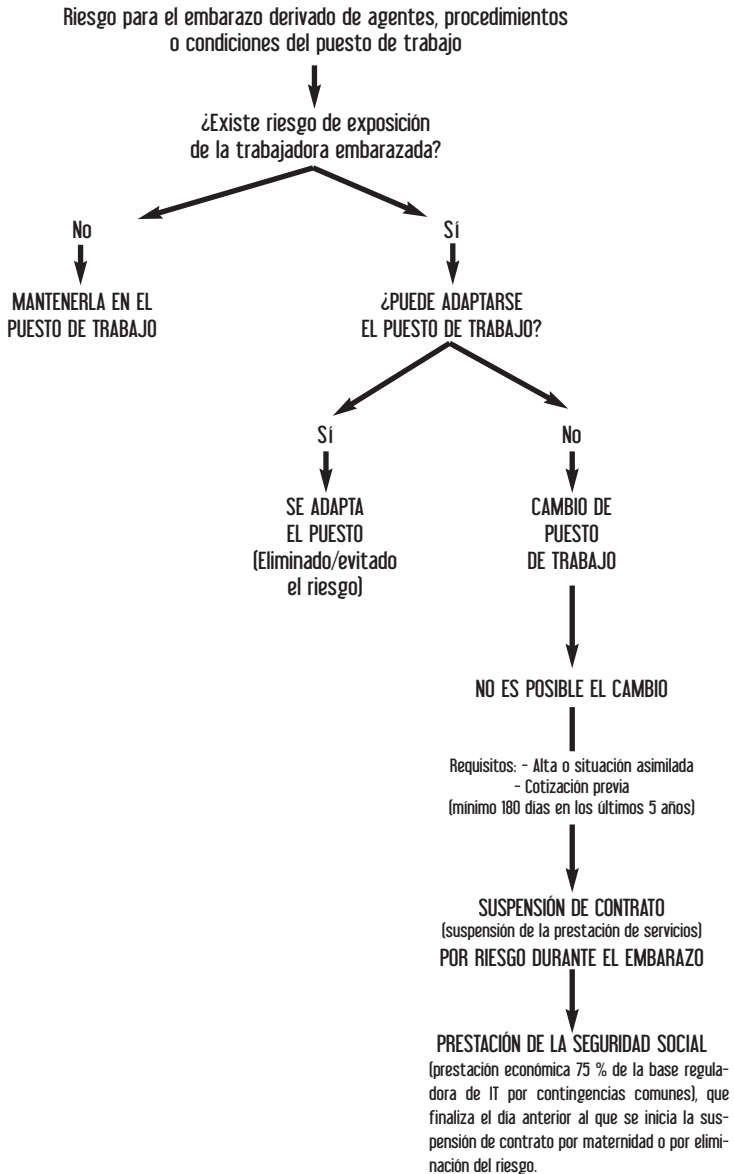 Riesgo para el embarazo derivado de agentes, procedimientos
o condiciones del puesto de trabajo
¿Existe riesgo de exposición
de la trabajadora embarazada?
No
Sí
MANTENERLA EN EL
PUESTO DE TRABAJO
¿PUEDE ADAPTARSE
EL PUESTO DE TRABAJO?
Sí
No
SE ADAPTA
EL PUESTO
(Eliminado/evitado
el riesgo)
CAMBIO DE
PUESTO
DE TRABAJO
NO ES POSIBLE EL CAMBIO
Requisitos: - Alta o situación asimilada
- Cotización previa
(mínimo 180 días en los últimos 5 años)
SUSPENSIÓN DE CONTRATO
(suspensión de la prestación de servicios)
POR RIESGO DURANTE EL EMBARAZO
PRESTACIÓN DE LA SEGURIDAD SOCIAL
(prestación económica 75 % de la base regula-
dora de IT por contingencias comunes), que
finaliza el día anterior al que se inicia la sus-
pensión de contrato por maternidad o por elimi-
nación del riesgo.